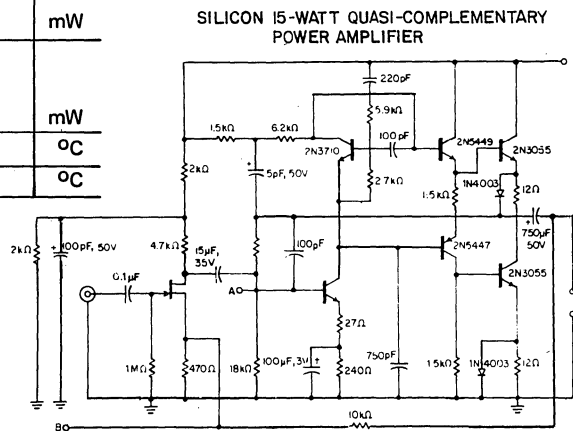 mW
mW
°C
°C
SILICON 15-WATT QUASI-COMPLEMENTARY
POWER AMPLIFIER
220pF
5.9kΩ
1.5kΩ
6.2kΩ
100pF
2N3710
2N5449
2N3055
2kΩ
5pF, 50V
2.7kΩ
1N4003
12Ω
1.5kΩ
750µF
50V
2kΩ
100pF, 50V
4.7kΩ
15µF,
35V
100pF
2N5447
0.1µF
A
2N3055
27Ω
1MΩ
470Ω
18kΩ
100µF, 3V
240Ω
750pF
1.5kΩ
1N4003
12Ω
10kΩ
B